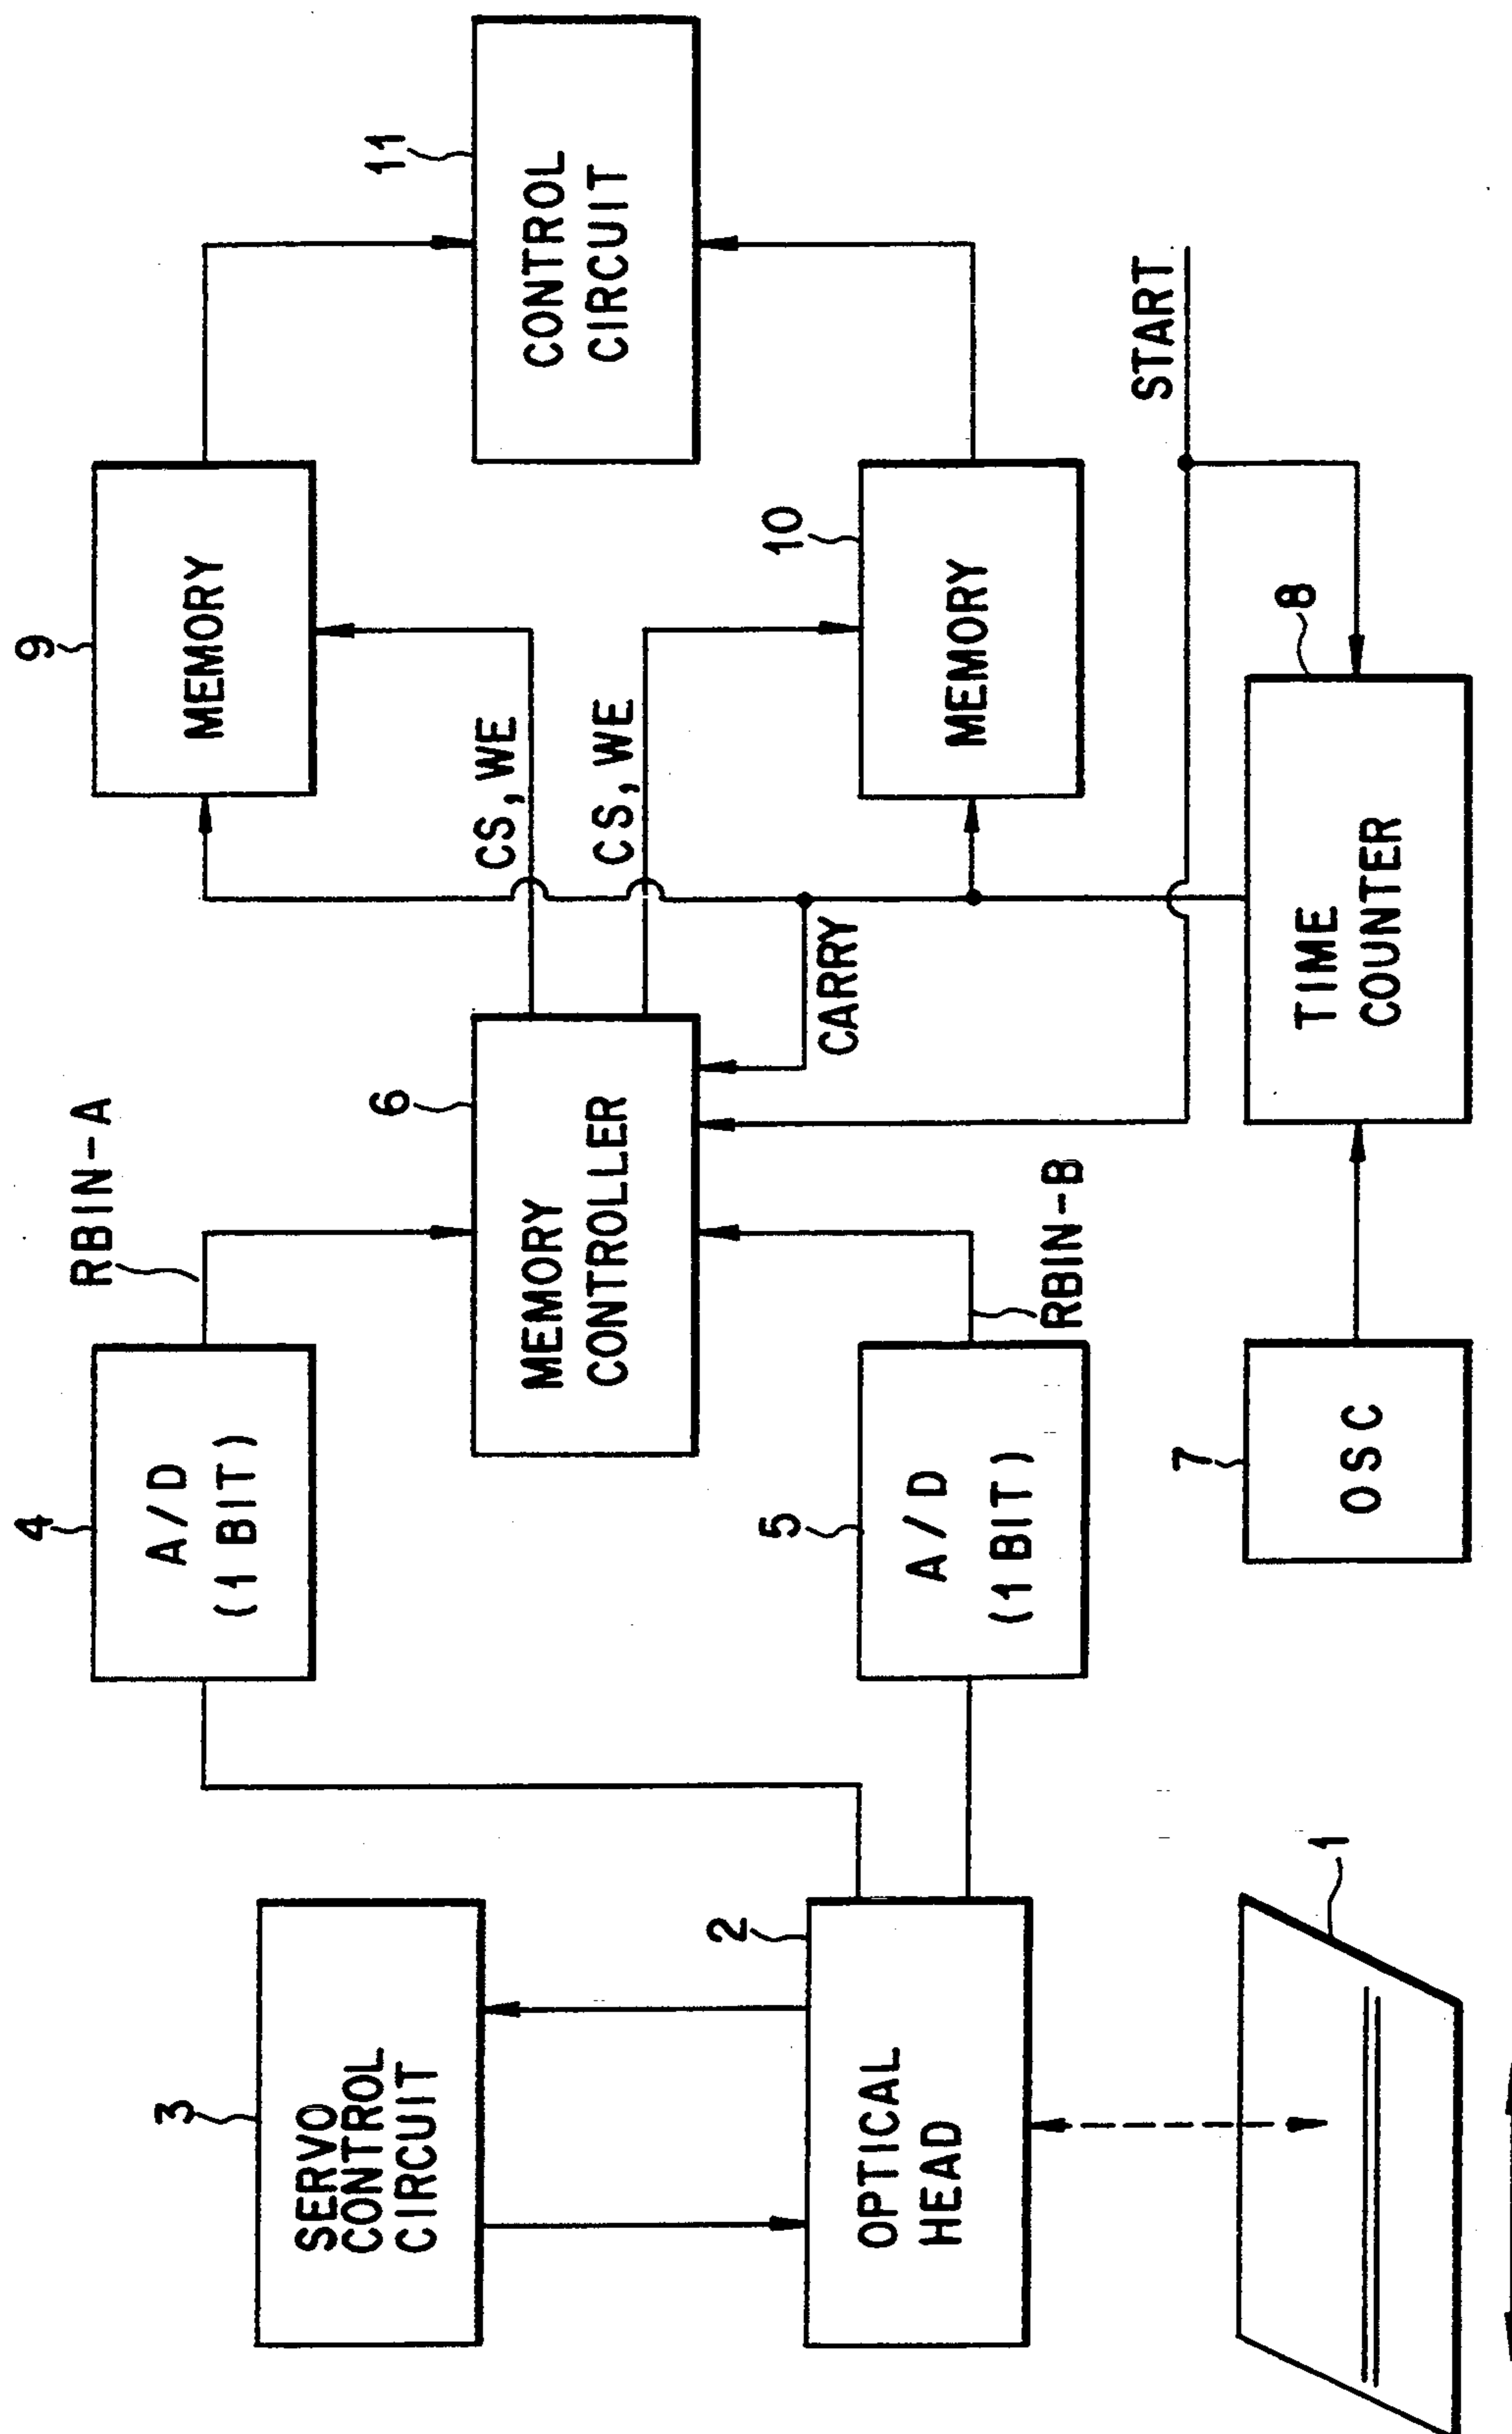 3
SERVO
CONTROL
CIRCUIT
2
OPTICAL
HEAD
1
4
A/D
(1 BIT)
RBIN-A
5
A/D
(1 BIT)
RBIN-B
6
MEMORY
CONTROLLER
CS, WE
CS, WE
CARRY
7
OSC
8
TIME
COUNTER
START
9
MEMORY
10
MEMORY
11
CONTROL
CIRCUIT